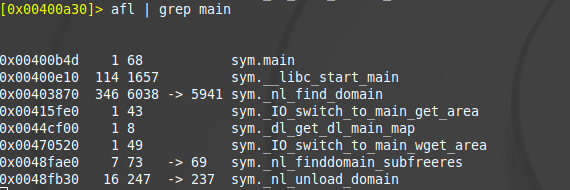 [0x00400a30]> afl | grep main
0x00400b4d    1 68           sym.main
0x00400e10  114 1657         sym.__libc_start_main
0x00403870  346 6038 -> 5941 sym._nl_find_domain
0x00415fe0    1 43           sym._IO_switch_to_main_get_area
0x0044cf00    1 8            sym._dl_get_dl_main_map
0x00470520    1 49           sym._IO_switch_to_main_wget_area
0x0048fae0    7 73   -> 69   sym._nl_finddomain_subfreeres
0x0048fb30   16 247  -> 237  sym._nl_unload_domain